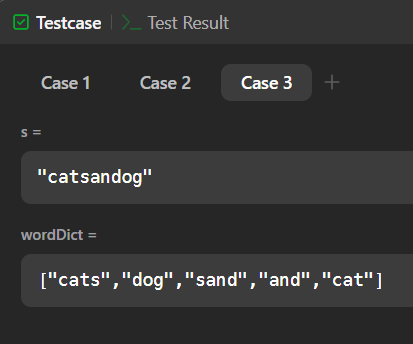 Testcase | >_ Test Result
Case 1 Case 2 Case 3 +
s =
"catsandog"
wordDict =
["cats","dog","sand","and","cat"]